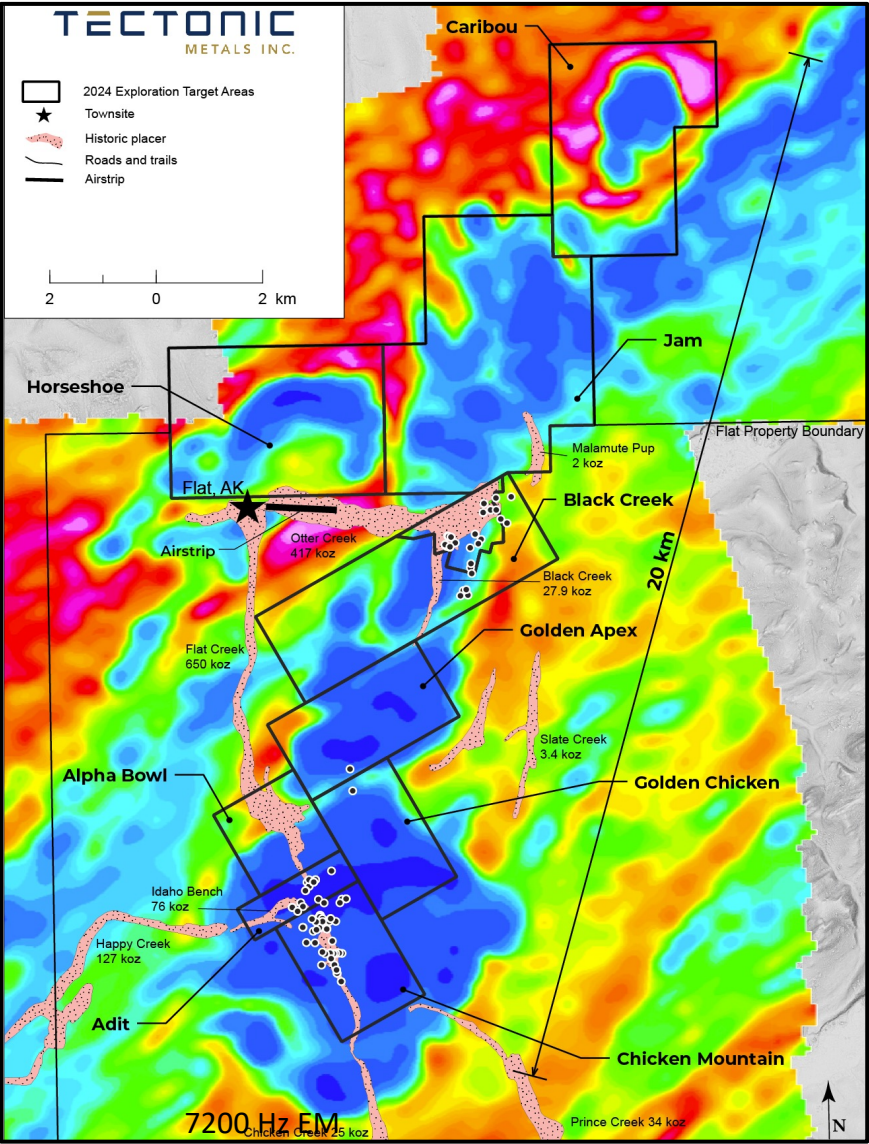 TECTONIC
METALS INC.
2024 Exploration Target Areas
Townsite
Historic placer
Roads and trails
Airstrip
2 0 2 km
Caribou
Jam
Horseshoe
Flat Property Boundary
Malamute Pup
2 koz
Flat, AK
Black Creek
Airstrip
Otter Creek
417 koz
20 km
Black Creek
27.9 koz
Golden Apex
Flat Creek
650 koz
Slate Creek
3.4 koz
Alpha Bowl
Golden Chicken
Idaho Bench
76 koz
Happy Creek
127 koz
Adit
Chicken Mountain
7200 Hz EM
Chicken Creek 25 koz
Prince Creek 34 koz
N